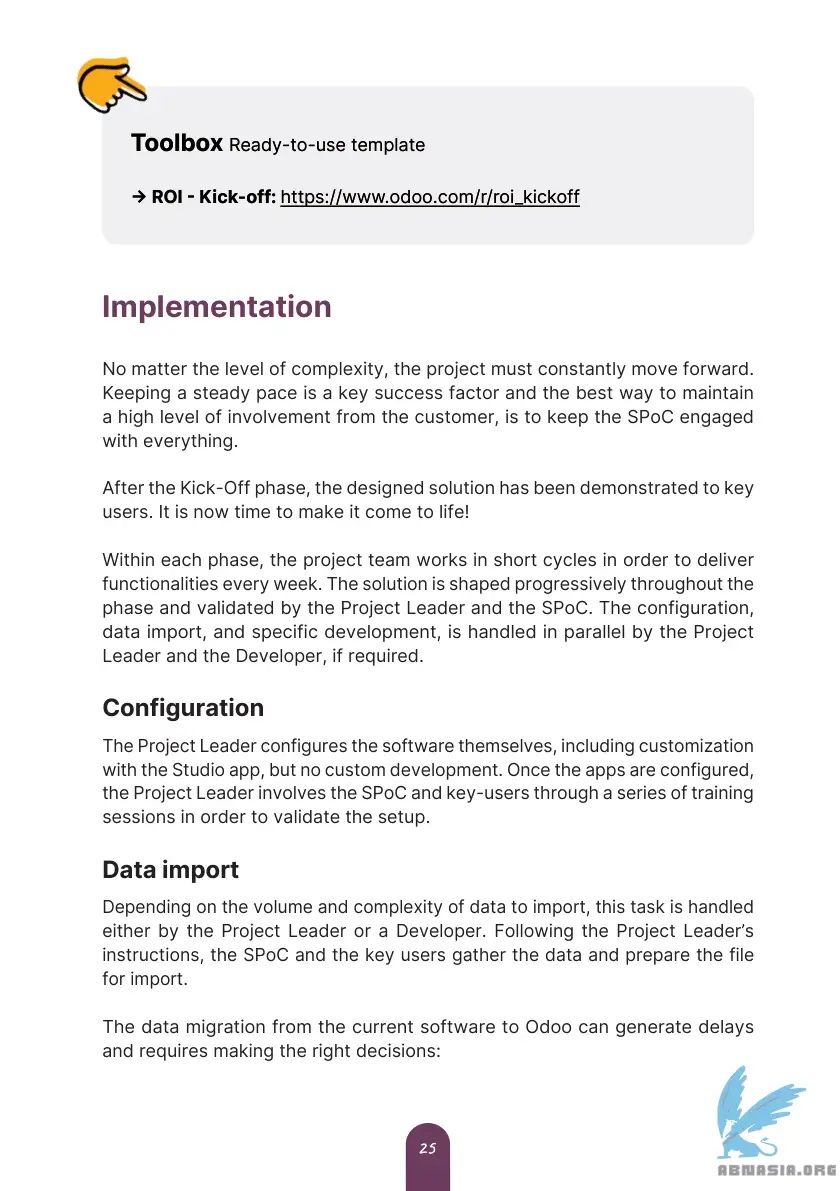 Toolbox Ready-to-use template
→ ROI - Kick-off: https://www.odoo.com/r/roi_kickoff
Implementation
No matter the level of complexity, the project must constantly move forward.
Keeping a steady pace is a key success factor and the best way to maintain
a high level of involvement from the customer, is to keep the SPoC engaged
with everything.
After the Kick-Off phase, the designed solution has been demonstrated to key
users. It is now time to make it come to life!
Within each phase, the project team works in short cycles in order to deliver
functionalities every week. The solution is shaped progressively throughout the
phase and validated by the Project Leader and the SPoC. The configuration,
data import, and specific development, is handled in parallel by the Project
Leader and the Developer, if required.
Configuration
The Project Leader configures the software themselves, including customization
with the Studio app, but no custom development. Once the apps are configured,
the Project Leader involves the SPoC and key-users through a series of training
sessions in order to validate the setup.
Data import
Depending on the volume and complexity of data to import, this task is handled
either by the Project Leader or a Developer. Following the Project Leader’s
instructions, the SPoC and the key users gather the data and prepare the file
for import.
The data migration from the current software to Odoo can generate delays
and requires making the right decisions:
25
ABNASIA.ORG